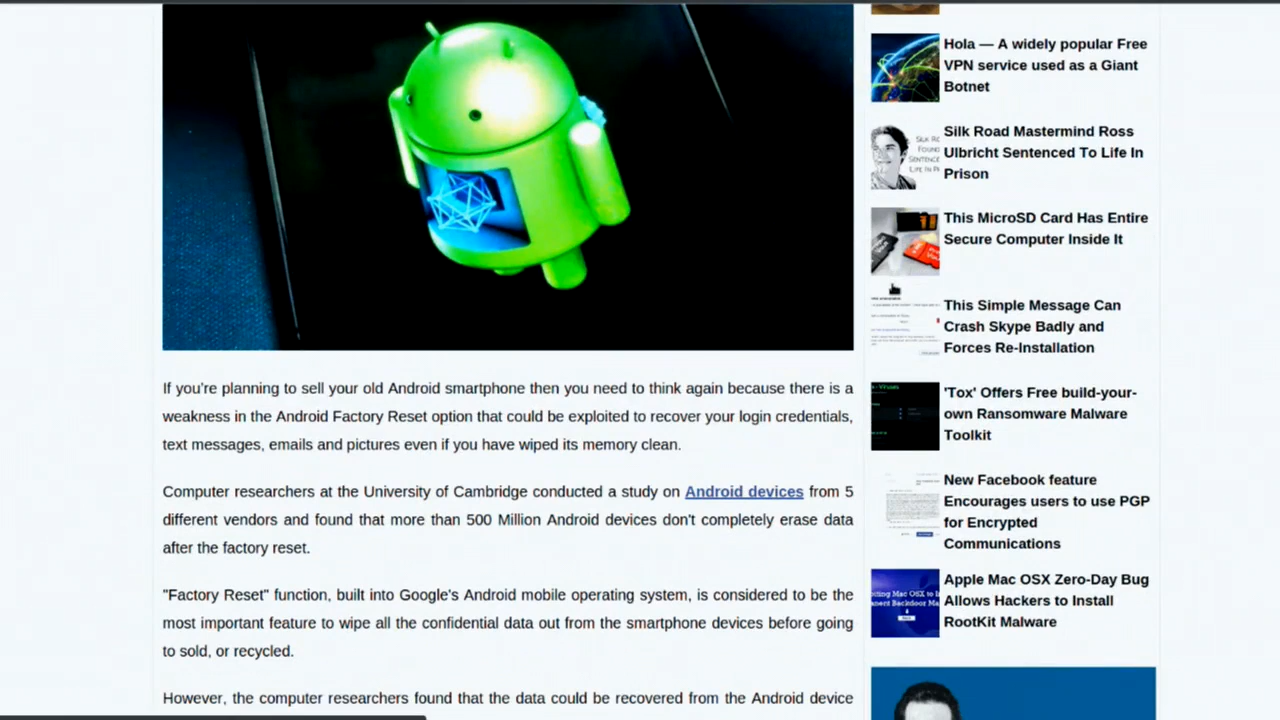 If you're planning to sell your old Android smartphone then you need to think again because there is a
weakness in the Android Factory Reset option that could be exploited to recover your login credentials,
text messages, emails and pictures even if you have wiped its memory clean.
Computer researchers at the University of Cambridge conducted a study on Android devices from 5
different vendors and found that more than 500 Million Android devices don't completely erase data
after the factory reset.
"Factory Reset" function, built into Google's Android mobile operating system, is considered to be the
most important feature to wipe all the confidential data out from the smartphone devices before going
to sold, or recycled.
However, the computer researchers found that the data could be recovered from the Android device
Hola — A widely popular Free
VPN service used as a Giant
Botnet
Silk Road Mastermind Ross
Ulbricht Sentenced To Life In
Prison
This MicroSD Card Has Entire
Secure Computer Inside It
This Simple Message Can
Crash Skype Badly and
Forces Re-Installation
'Tox' Offers Free build-your-
own Ransomware Malware
Toolkit
New Facebook feature
Encourages users to use PGP
for Encrypted
Communications
Apple Mac OSX Zero-Day Bug
Allows Hackers to Install
RootKit Malware